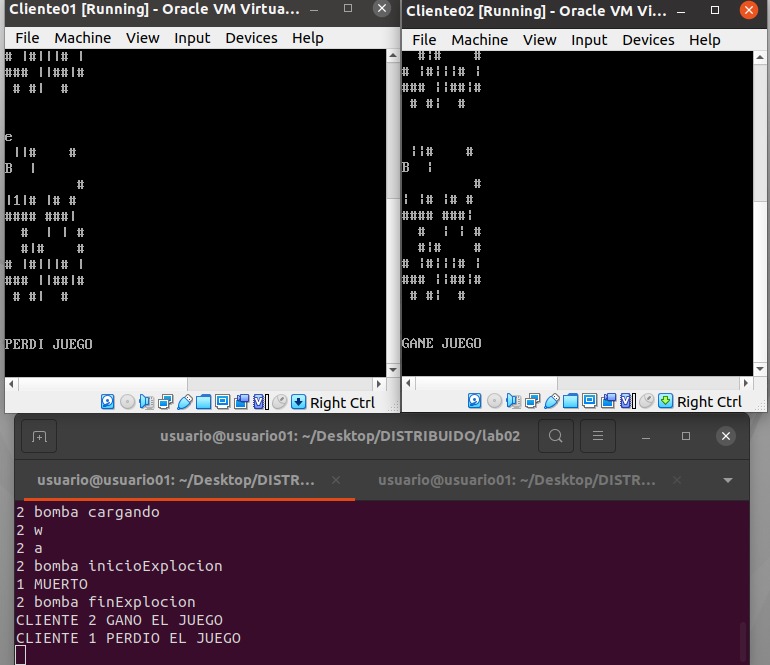 Cliente01 [Running] - Oracle VM Virtua...
File Machine View Input Devices Help
# |#|||# |
### ||##|#
 # #|  #
e
 ||#    #
B  |
         #
|1|# |# #
#### ###|
  #  | | #
  #|#    #
# |#|||# |
### ||##|#
 # #|  #
PERDI JUEGO
Right Ctrl
Cliente02 [Running] - Oracle VM Vi...
File Machine View Input Devices Help
  #¦#    #
# ¦#¦¦¦# ¦
### ¦¦##¦#
 # #¦  #
 ¦¦#    #
B  ¦
         #
¦ ¦# ¦# #
#### ###¦
  #  ¦ ¦ #
  #¦#    #
# ¦#¦¦¦# ¦
### ¦¦##¦#
 # #¦  #
GANE JUEGO
Right Ctrl
usuario@usuario01: ~/Desktop/DISTRIBUIDO/lab02
usuario@usuario01: ~/Desktop/DISTR...
usuario@usuario01: ~/Desktop/DISTR...
2 bomba cargando
2 w
2 a
2 bomba inicioExplocion
1 MUERTO
2 bomba finExplocion
CLIENTE 2 GANO EL JUEGO
CLIENTE 1 PERDIO EL JUEGO